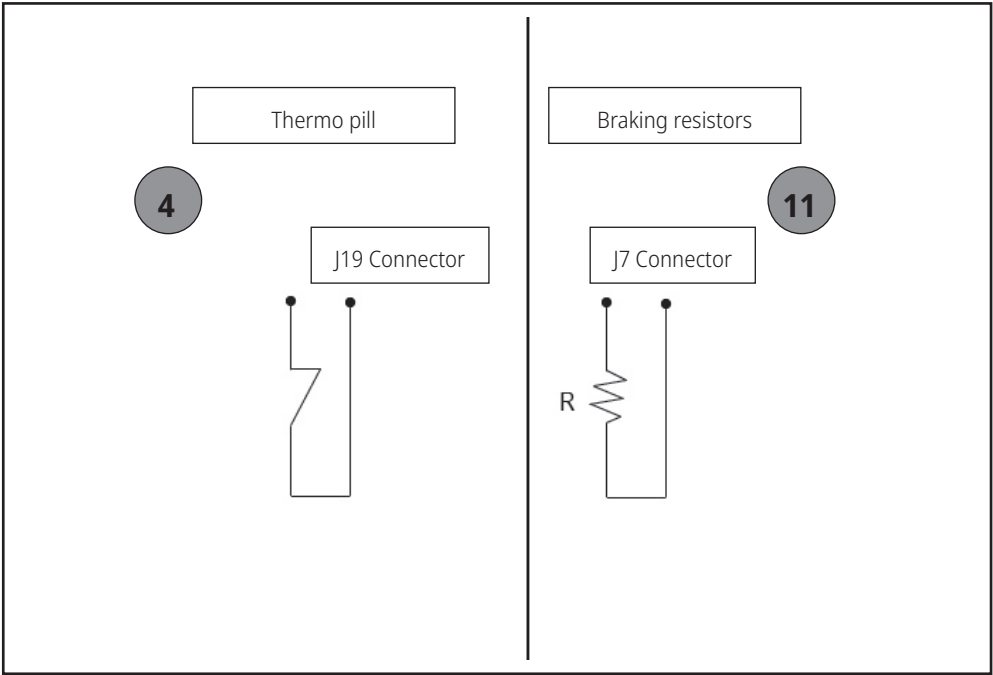 Thermo pill
4
J19 Connector
Braking resistors
11
J7 Connector
R